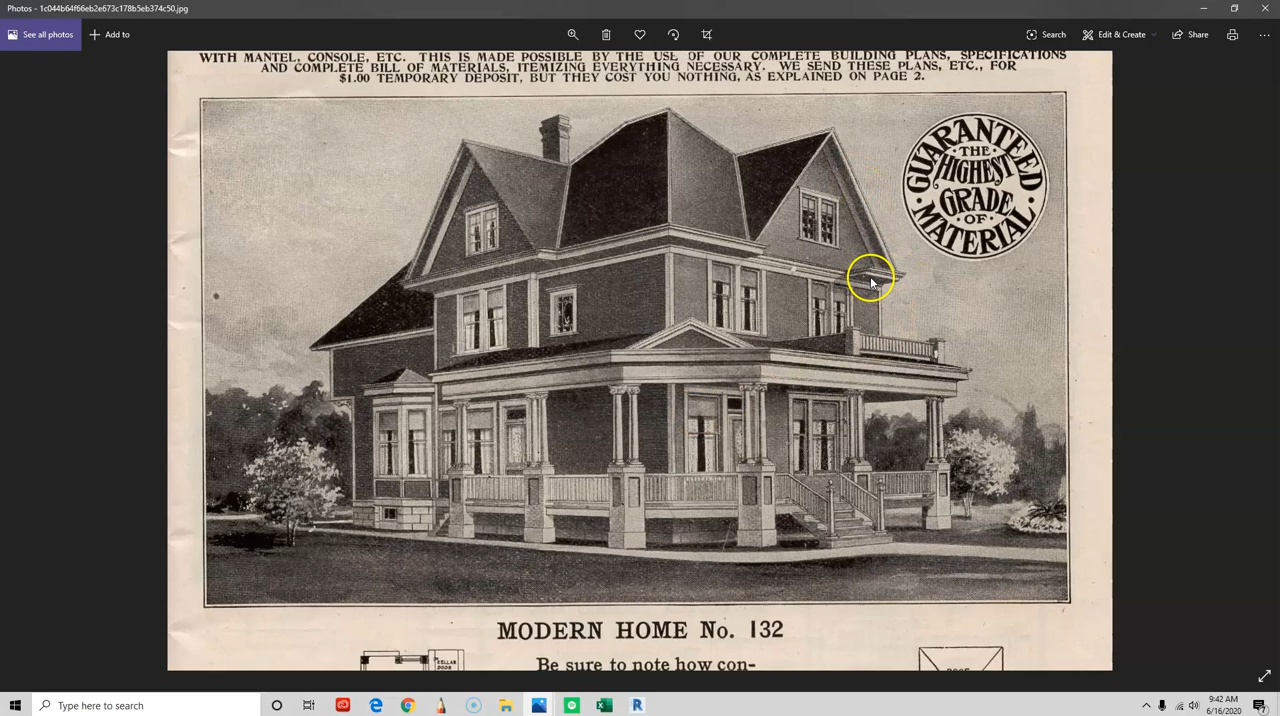 Photos - 1c044b64f66eb2e673c178b5eb374c50.jpg
See all photos
Add to
Search
Edit & Create
Share
WITH MANTEL, CONSOLE, ETC. THIS IS MADE POSSIBLE BY THE USE OF OUR COMPLETE BUILDING PLANS, SPECIFICATIONS
AND COMPLETE BILL OF MATERIALS, ITEMIZING EVERYTHING NECESSARY. WE SEND THESE PLANS, ETC., FOR
$1.00 TEMPORARY DEPOSIT, BUT THEY COST YOU NOTHING, AS EXPLAINED ON PAGE 2.
GUARANTEED
THE
HIGHEST
GRADE
OF
MATERIAL
MODERN HOME No. 132
Be sure to note how con-
CELLAR
DOOR
ROOF
Type here to search
9:42 AM
6/16/2020